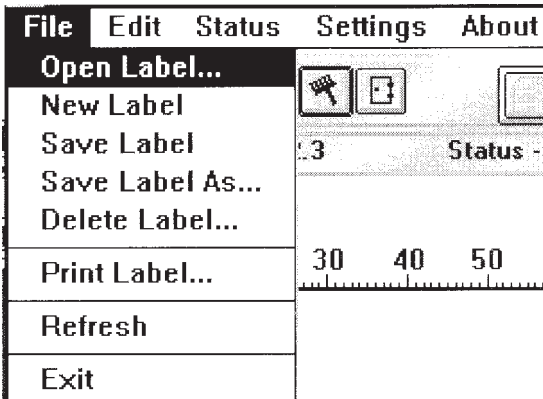 File Edit Status Settings About
Open Label...
New Label
Save Label
.3 Status -
Save Label As...
Delete Label...
30 40 50
Print Label...
Refresh
Exit